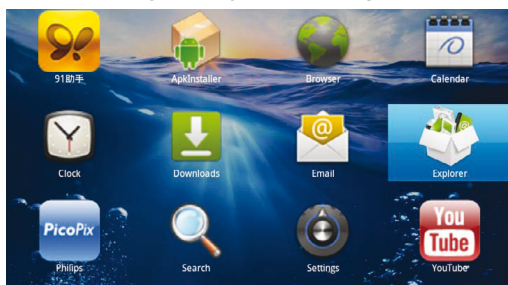 91助手
ApkInstaller
Browser
Calendar
Clock
Downloads
@
Email
@
Explorer
PicoPix
Philips
Search
Settings
You
Tube
YouTube